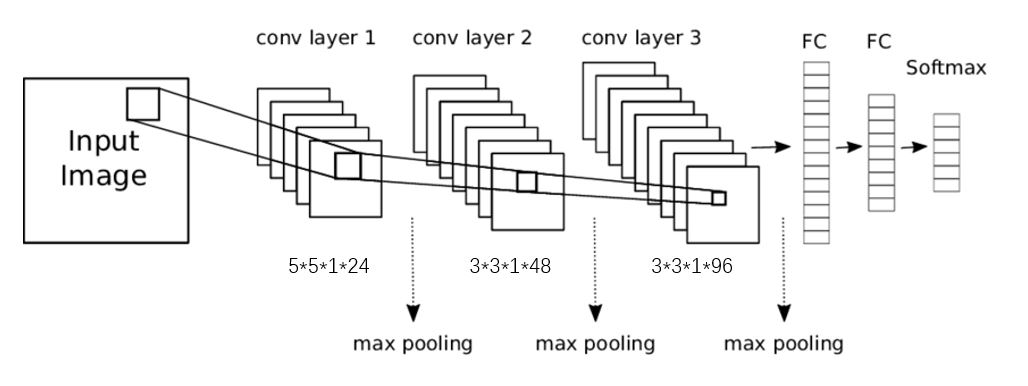 conv layer 1
conv layer 2
conv layer 3
FC
FC
Softmax
Input
Image
5*5*1*24
3*3*1*48
3*3*1*96
max pooling
max pooling
max pooling